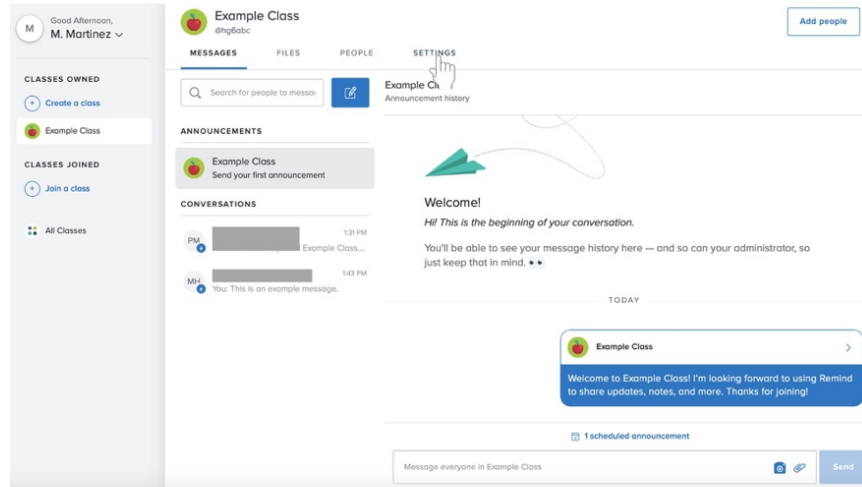 M
Good Afternoon,
M. Martinez
CLASSES OWNED
Create a class
Example Class
CLASSES JOINED
Join a class
All Classes
Example Class
@hg6abc
Add people
MESSAGES FILES PEOPLE SETTINGS
Search for people to messag
ANNOUNCEMENTS
Example Class
Send your first announcement
CONVERSATIONS
PM
1:31 PM
Example Class....
MH
1:43 PM
You: This is an example message.
Example
Announcement history
Welcome!
Hi! This is the beginning of your conversation.
You'll be able to see your message history here — and so can your administrator, so
just keep that in mind. 👀
TODAY
Example Class
Welcome to Example Class! I'm looking forward to using Remind
to share updates, notes, and more. Thanks for joining!
1 scheduled announcement
Message everyone in Example Class
Send